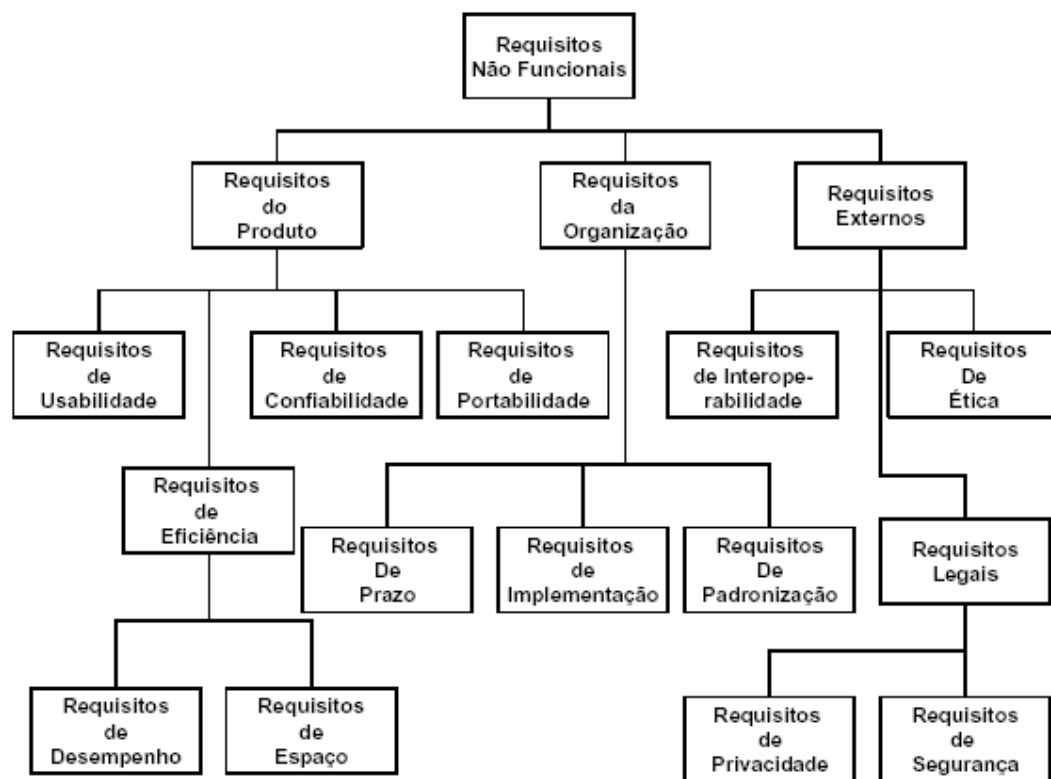 Requisitos
Não Funcionais
Requisitos
do
Produto
Requisitos
da
Organização
Requisitos
Externos
Requisitos
de
Usabilidade
Requisitos
de
Confiabilidade
Requisitos
de
Portabilidade
Requisitos
de Interope-
rabilidade
Requisitos
De
Ética
Requisitos
de
Eficiência
Requisitos
De
Prazo
Requisitos
de
Implementação
Requisitos
De
Padronização
Requisitos
Legais
Requisitos
de
Desempenho
Requisitos
de
Espaço
Requisitos
de
Privacidade
Requisitos
de
Segurança